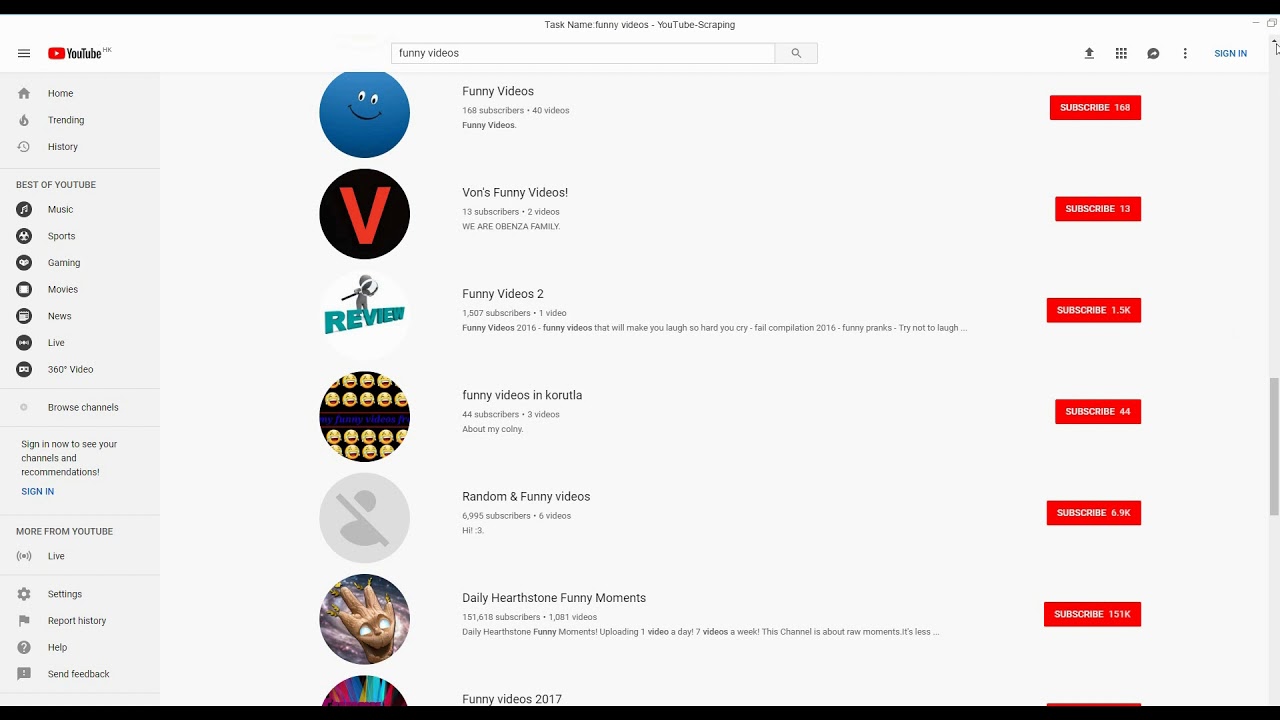 Task Name:funny videos - YouTube-Scraping
YouTube HK
funny videos
SIGN IN
Home
Trending
History
BEST OF YOUTUBE
Music
Sports
Gaming
Movies
News
Live
360° Video
Browse channels
Sign in now to see your
channels and
recommendations!
SIGN IN
MORE FROM YOUTUBE
Live
Settings
Report history
Help
Send feedback
Funny Videos
168 subscribers • 40 videos
Funny Videos.
SUBSCRIBE 168
V
Von's Funny Videos!
13 subscribers • 2 videos
WE ARE OBENZA FAMILY.
SUBSCRIBE 13
REVIEW
Funny Videos 2
1,507 subscribers • 1 video
Funny Videos 2016 - funny videos that will make you laugh so hard you cry - fail compilation 2016 - funny pranks - Try not to laugh ...
SUBSCRIBE 1.5K
funny videos
funny videos in korutla
44 subscribers • 3 videos
About my colny.
SUBSCRIBE 44
Random & Funny videos
6,995 subscribers • 6 videos
Hi! :3.
SUBSCRIBE 6.9K
Daily Hearthstone Funny Moments
151,618 subscribers • 1,081 videos
Daily Hearthstone Funny Moments! Uploading 1 video a day! 7 videos a week! This Channel is about raw moments.It's less ...
SUBSCRIBE 151K
Funny videos 2017